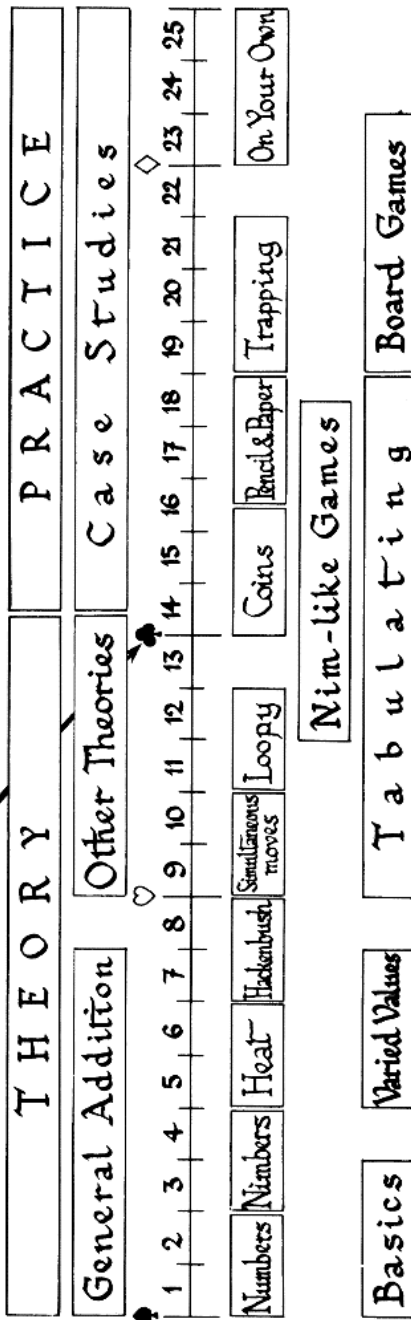 THEORY PRACTICE
General Addition Other Theories Case Studies
1 2 3 4 5 6 7 8 9 10 11 12 13 14 15 16 17 18 19 20 21 22 23 24 25
Numbers Nimbers Heat Hackenbush Simultaneous moves Loopy Coins Pencil & Paper Trapping On Your Own
Nim-like Games
Basics Varied Values Tabulating Board Games